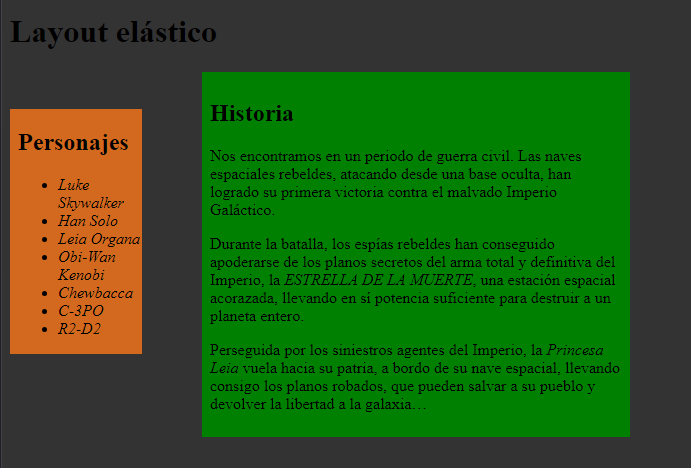 Layout elástico
Personajes
Luke
Skywalker
Han Solo
Leia Organa
Obi-Wan
Kenobi
Chewbacca
C-3PO
R2-D2
Historia
Nos encontramos en un periodo de guerra civil. Las naves
espaciales rebeldes, atacando desde una base oculta, han
logrado su primera victoria contra el malvado Imperio
Galáctico.
Durante la batalla, los espías rebeldes han conseguido
apoderarse de los planos secretos del arma total y definitiva del
Imperio, la ESTRELLA DE LA MUERTE, una estación espacial
acorazada, llevando en sí potencia suficiente para destruir a un
planeta entero.
Perseguida por los siniestros agentes del Imperio, la Princesa
Leia vuela hacia su patria, a bordo de su nave espacial, llevando
consigo los planos robados, que pueden salvar a su pueblo y
devolver la libertad a la galaxia…